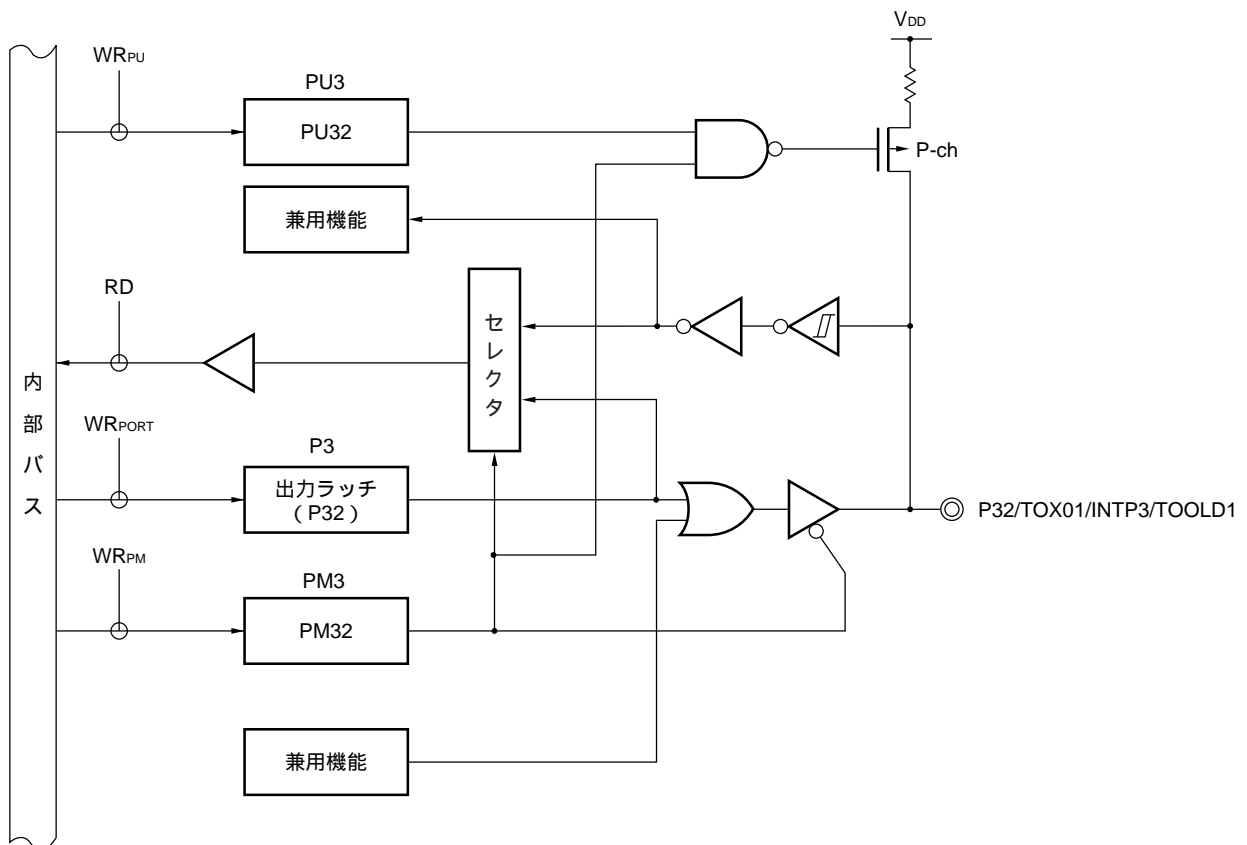 VDD
WRPU
PU3
PU32
P-ch
兼用機能
RD
セレクタ
内部バス
WRPORT
P3
出力ラッチ
(P32)
P32/TOX01/INTP3/TOOLD1
WRPM
PM3
PM32
兼用機能